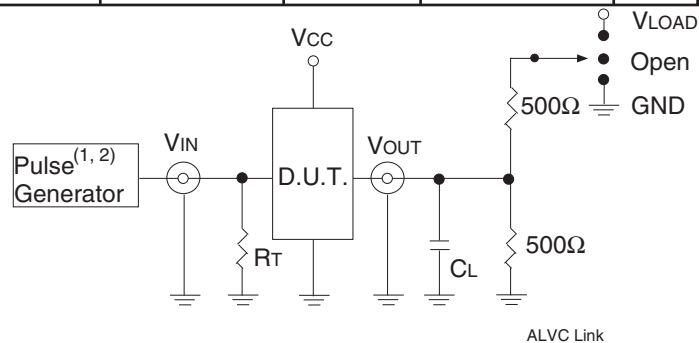 VLOAD
VCC
Open
500Ω
GND
VIN
VOUT
Pulse(1, 2)
Generator
D.U.T.
500Ω
RT
CL
ALVC Link